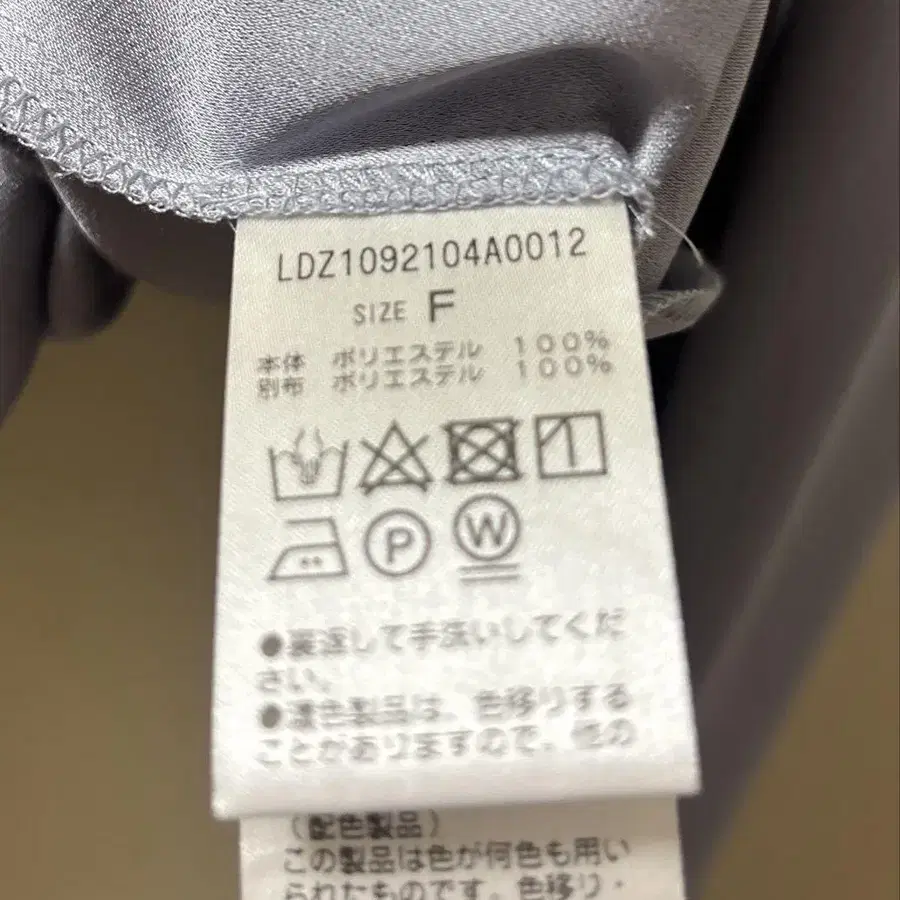 LDZ1092104A0012
SIZE F
本体 ポリエステル 100%
別布 ポリエステル 100%
P W
●裏返して手洗いしてくだ
さい。
●濃色製品は、色移りする
ことがありますので、他の
(配色製品)
この製品は色が何色も用い
られたものです。色移り・